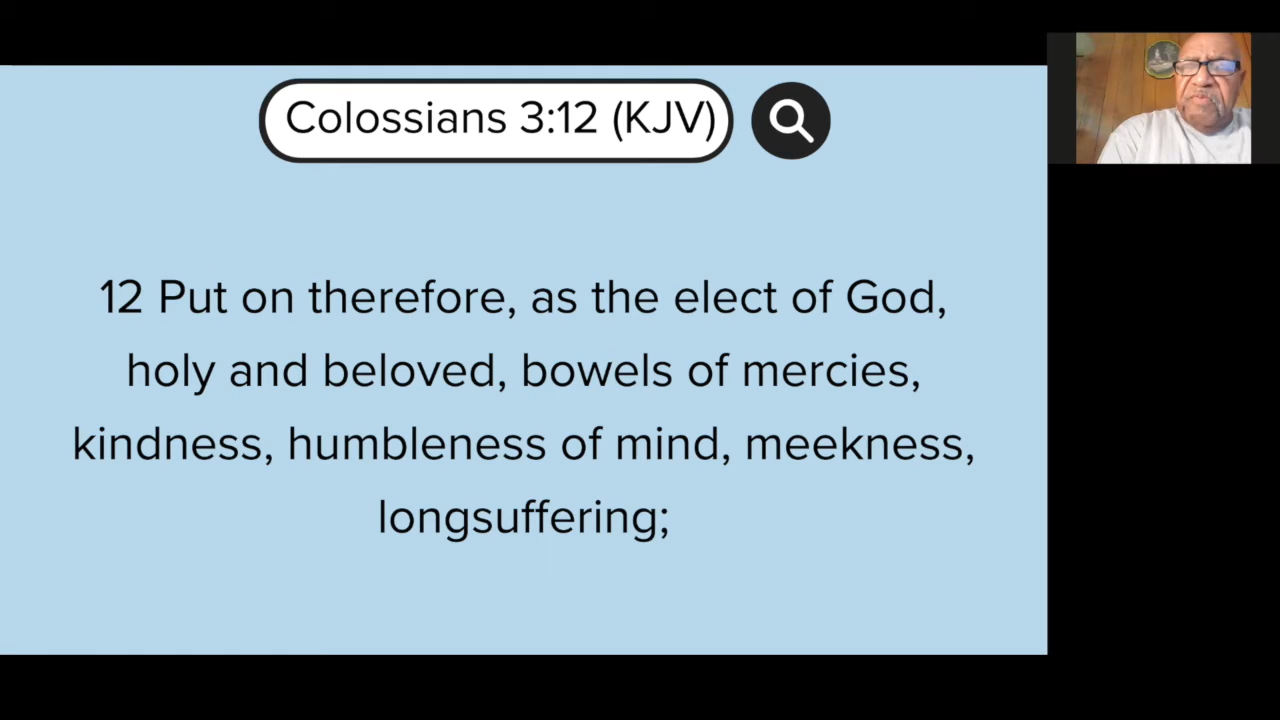 Colossians 3:12 (KJV)
12 Put on therefore, as the elect of God,
holy and beloved, bowels of mercies,
kindness, humbleness of mind, meekness,
longsuffering;